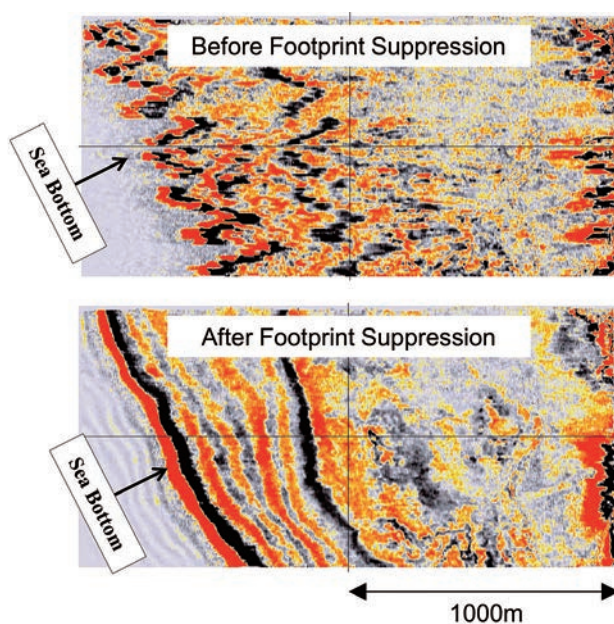 Before Footprint Suppression
Sea Bottom
After Footprint Suppression
Sea Bottom
1000m